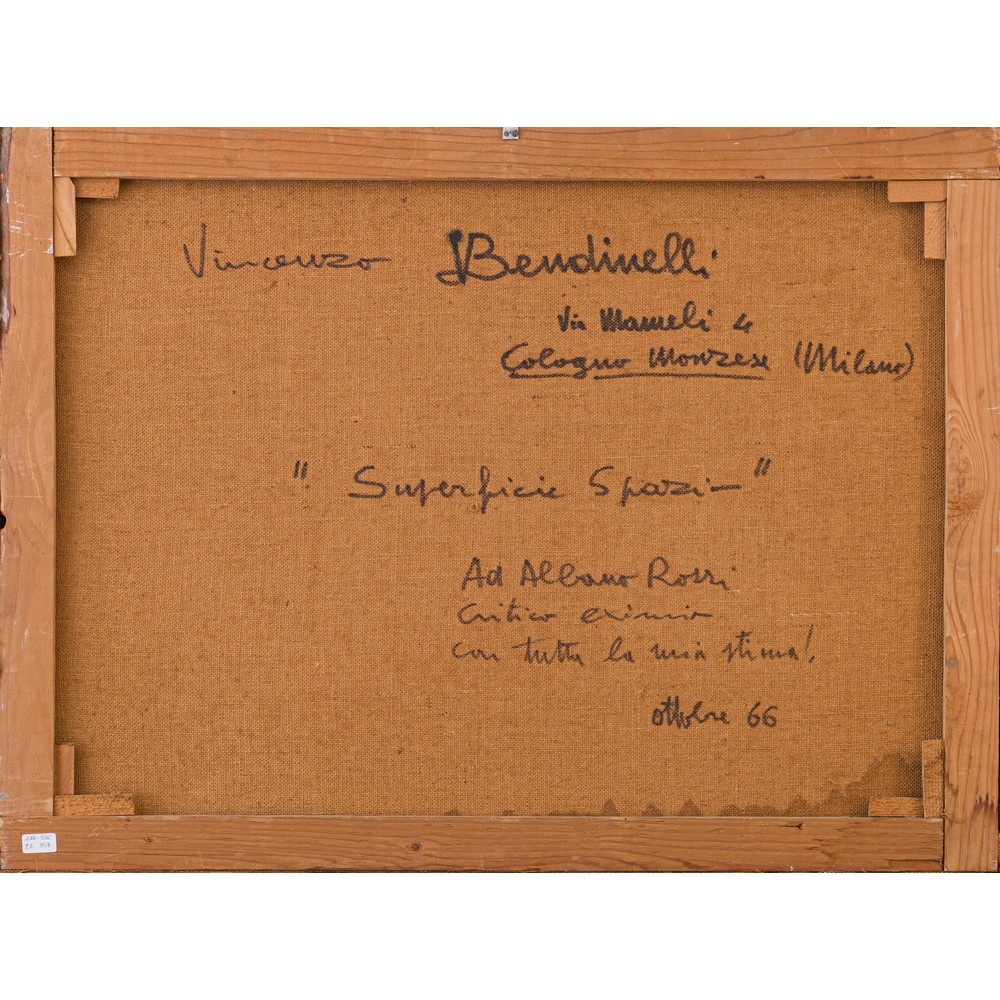 Vincenzo Bendinelli
Via Mameli 4
Cologno Monzese (Milano)
" Superficie Spazi "
Ad Albano Rossi
Critico eximio
con tutta la mia stima!
ottobre 66